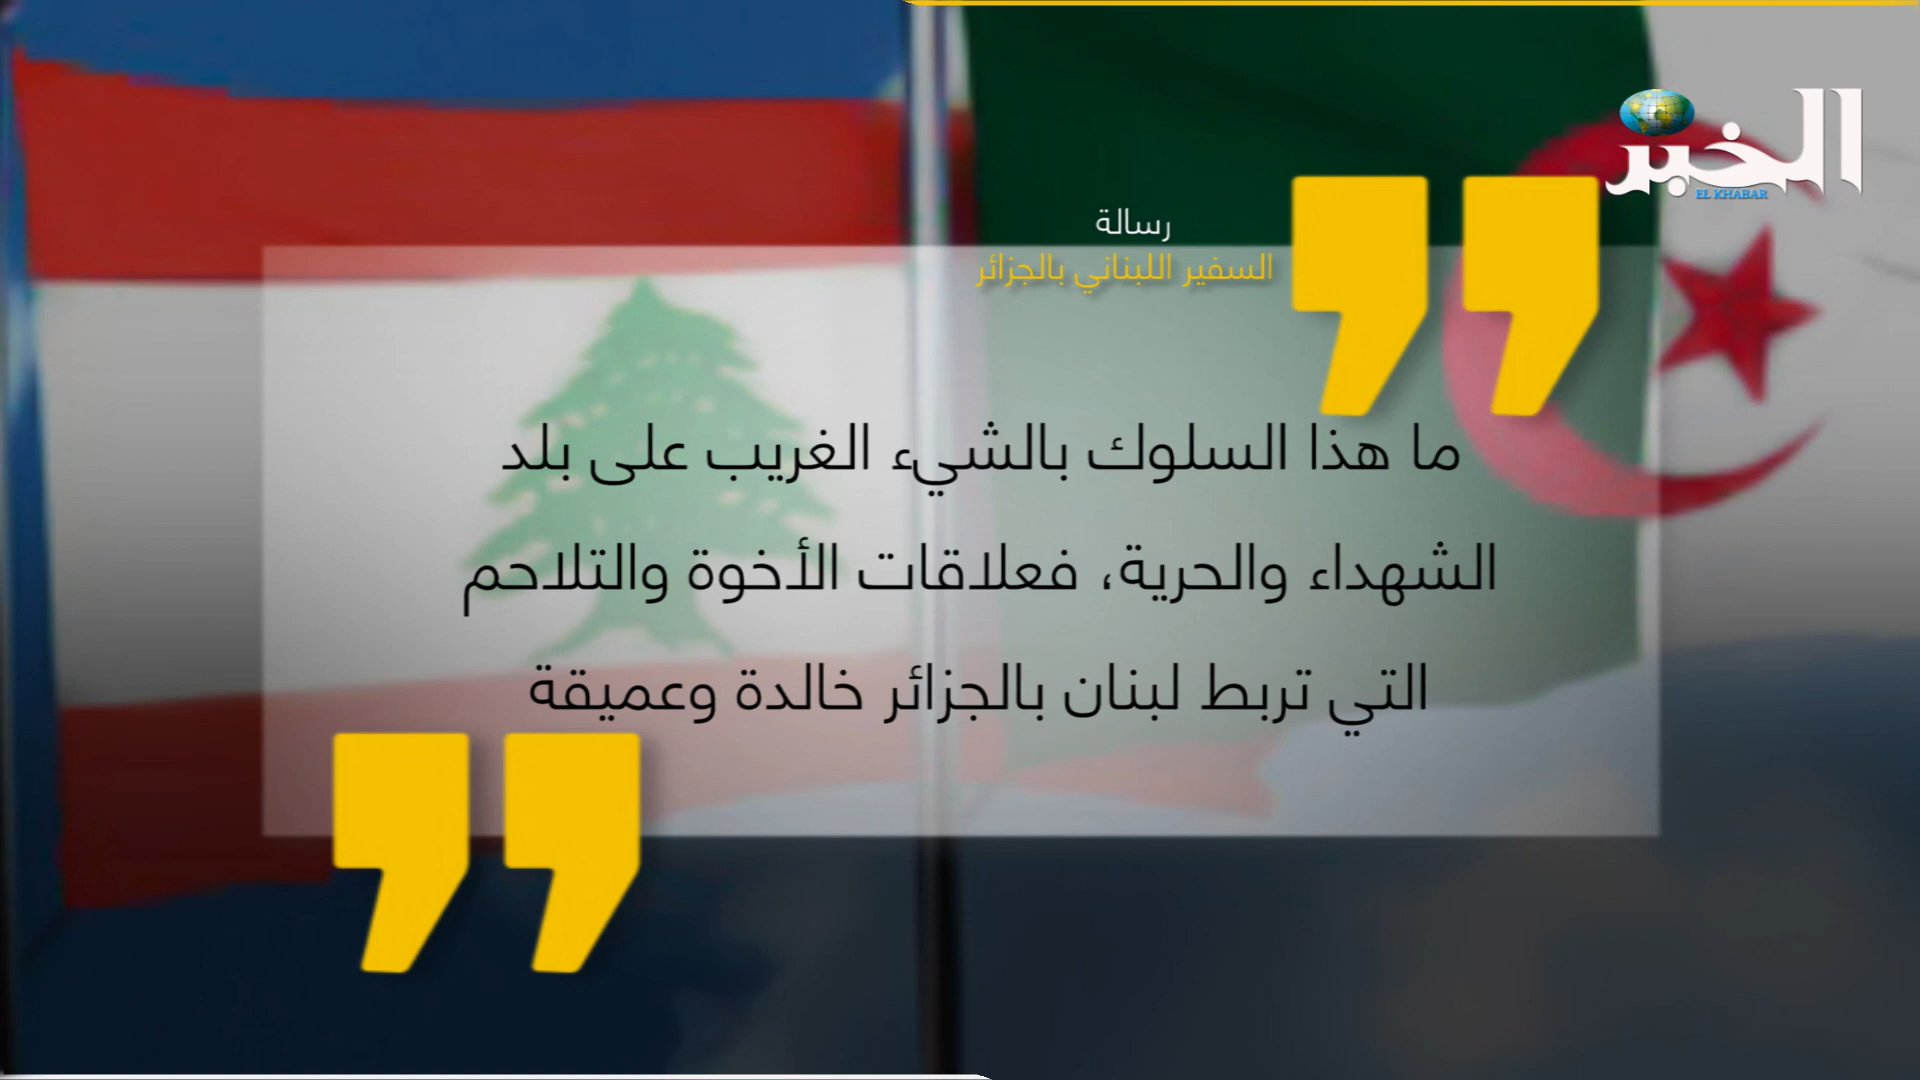 الخبر
EL KHABAR
رسالة
السفير اللبناني بالجزائر
ما هذا السلوك بالشيء الغريب على بلد
الشهداء والحرية، فعلاقات الأخوة والتلاحم
التي تربط لبنان بالجزائر خالدة وعميقة